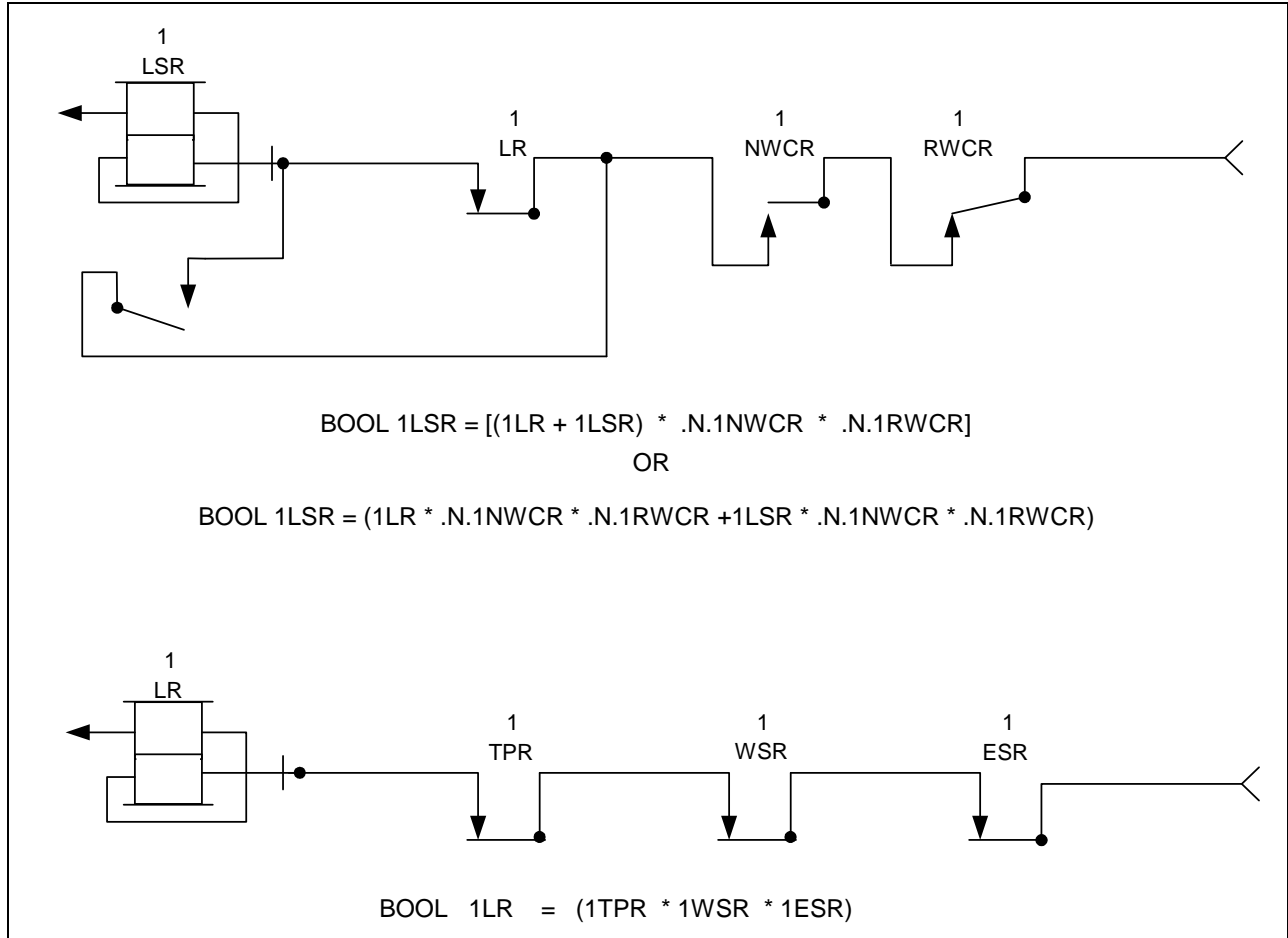 1
LSR
1
LR
1
NWCR
1
RWCR
BOOL 1LSR = [(1LR + 1LSR) * .N.1NWCR * .N.1RWCR]
OR
BOOL 1LSR = (1LR * .N.1NWCR * .N.1RWCR +1LSR * .N.1NWCR * .N.1RWCR)
1
LR
1
TPR
1
WSR
1
ESR
BOOL 1LR = (1TPR * 1WSR * 1ESR)